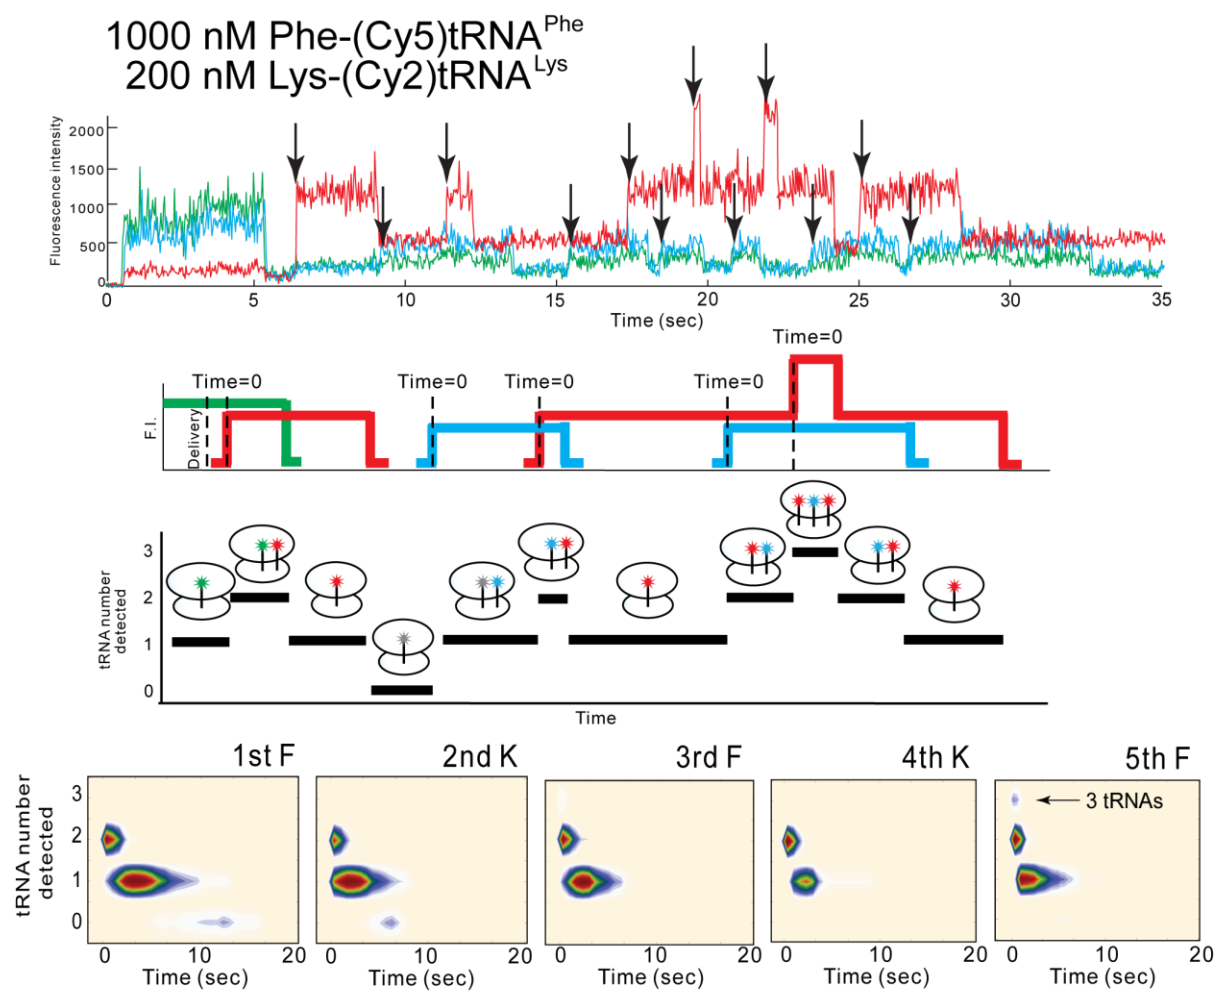 1000 nM Phe-(Cy5)tRNAPhe
200 nM Lys-(Cy2)tRNALys
Fluorescence intensity
2000
1500
1000
500
0
0 5 10 15 20 25 30 35
Time (sec)
Time=0
Time=0 Time=0 Time=0 Time=0
F.I.
Delivery
tRNA number
detected
3
2
1
0
Time
1st F 2nd K 3rd F 4th K 5th F
tRNA number
detected
3
2
1
0
3 tRNAs
0 10 20 0 10 20 0 10 20 0 10 20 0 10 20
Time (sec) Time (sec) Time (sec) Time (sec) Time (sec)